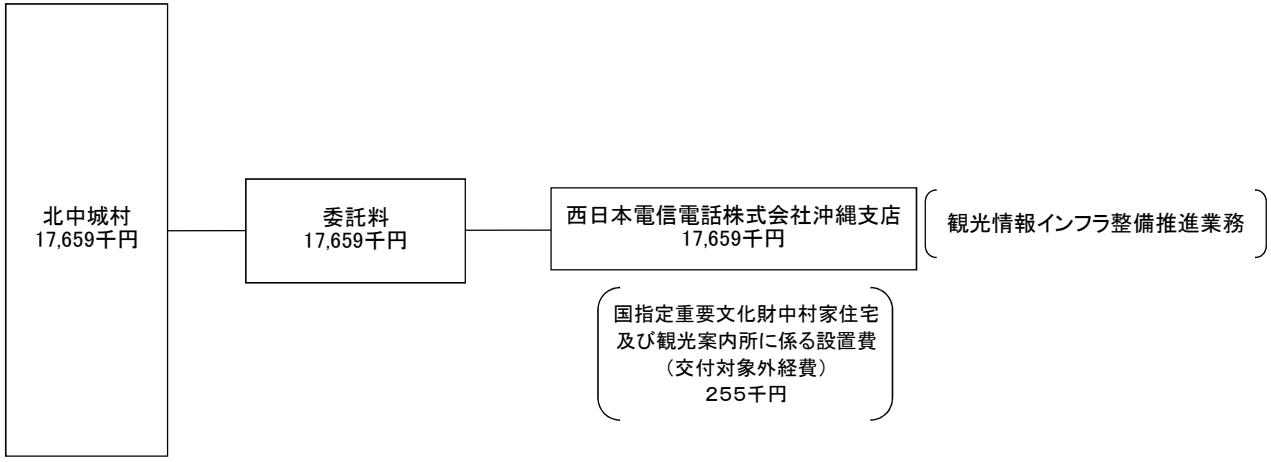 北中城村
17,659千円
委託料
17,659千円
西日本電信電話株式会社沖縄支店
17,659千円
観光情報インフラ整備推進業務
国指定重要文化財中村家住宅
及び観光案内所に係る設置費
（交付対象外経費）
２５５千円